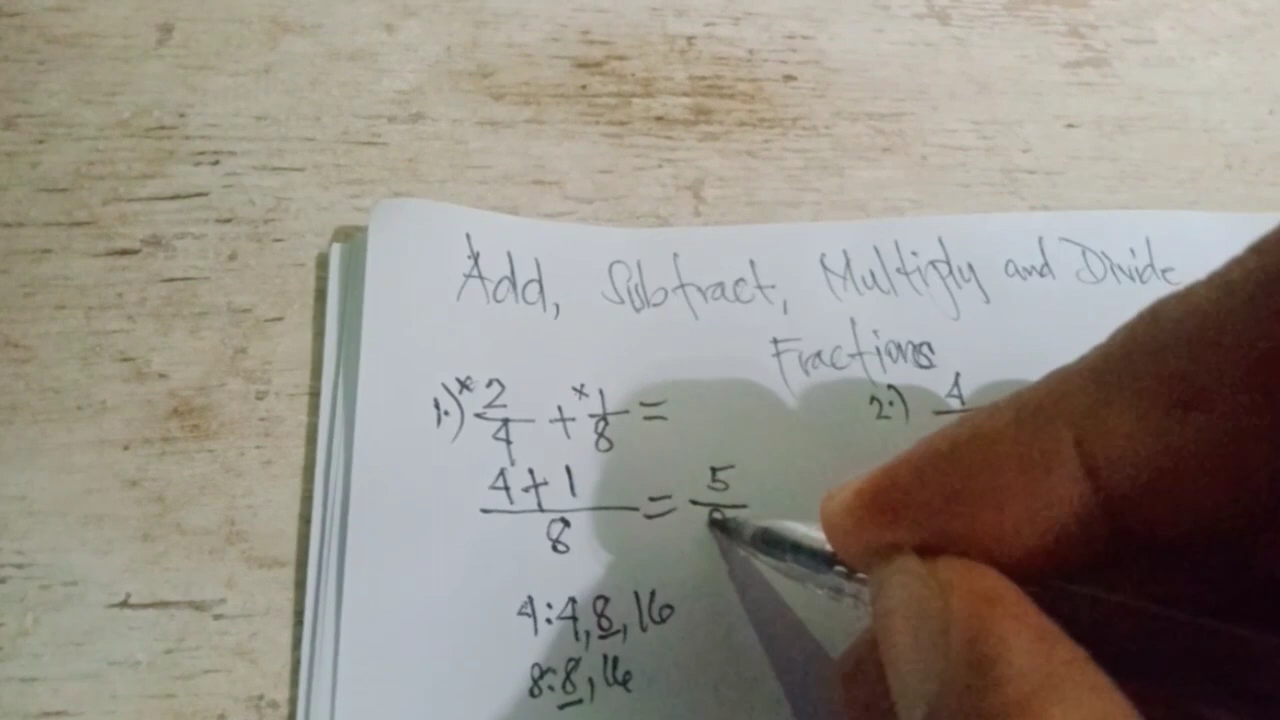 Add, Subtract, Multiply and Divide
Fractions
1.) × 2/4 + × 1/8 =
2.) 4
4+1/8 = 5/
4:4,8,16
8:8,16